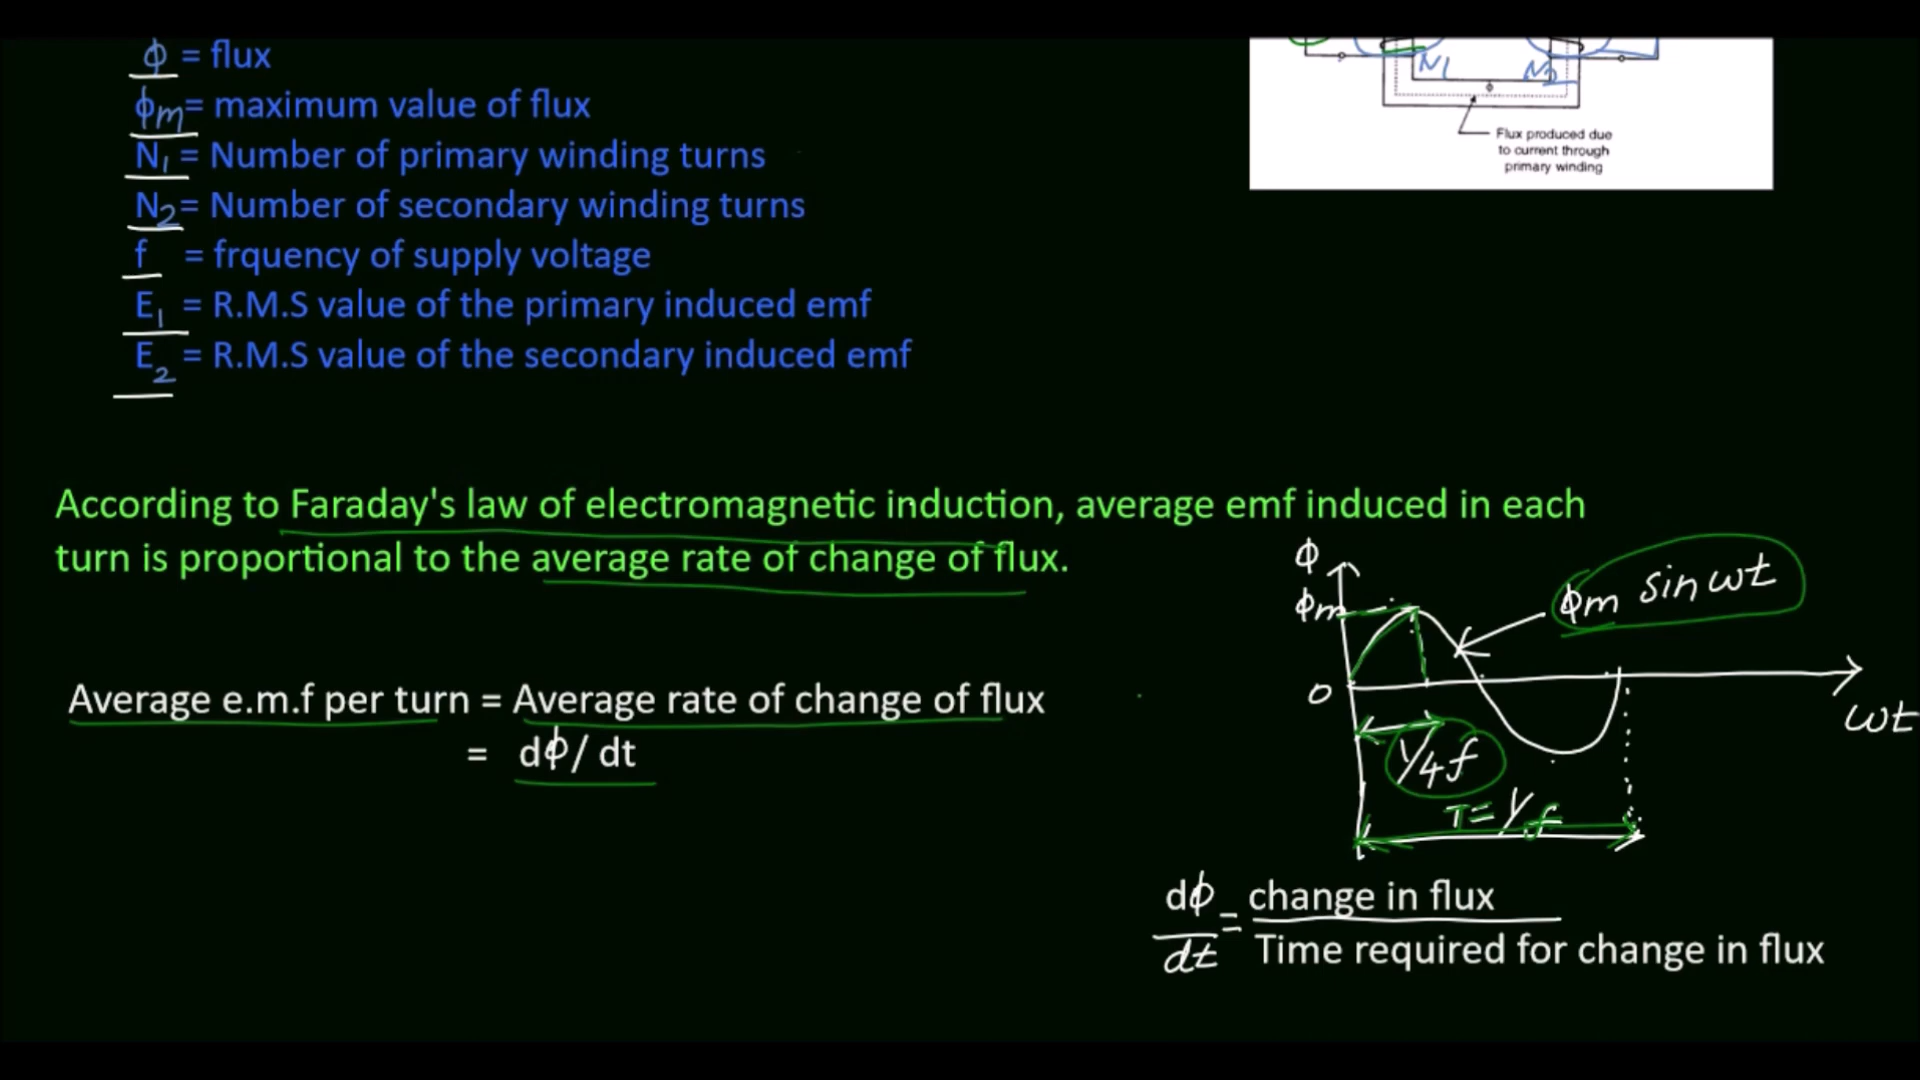 ϕ = flux
ϕm = maximum value of flux
N1 = Number of primary winding turns
N2 = Number of secondary winding turns
f = frquency of supply voltage
E1 = R.M.S value of the primary induced emf
E2 = R.M.S value of the secondary induced emf
N1 N2
ϕ
Flux produced due
to current through
primary winding
According to Faraday's law of electromagnetic induction, average emf induced in each
turn is proportional to the average rate of change of flux.
Average e.m.f per turn = Average rate of change of flux
= dϕ/ dt
ϕ
ϕm
ϕm sin ωt
0
ωt
1/4f
T = 1/f
dϕ/dt = change in flux
Time required for change in flux